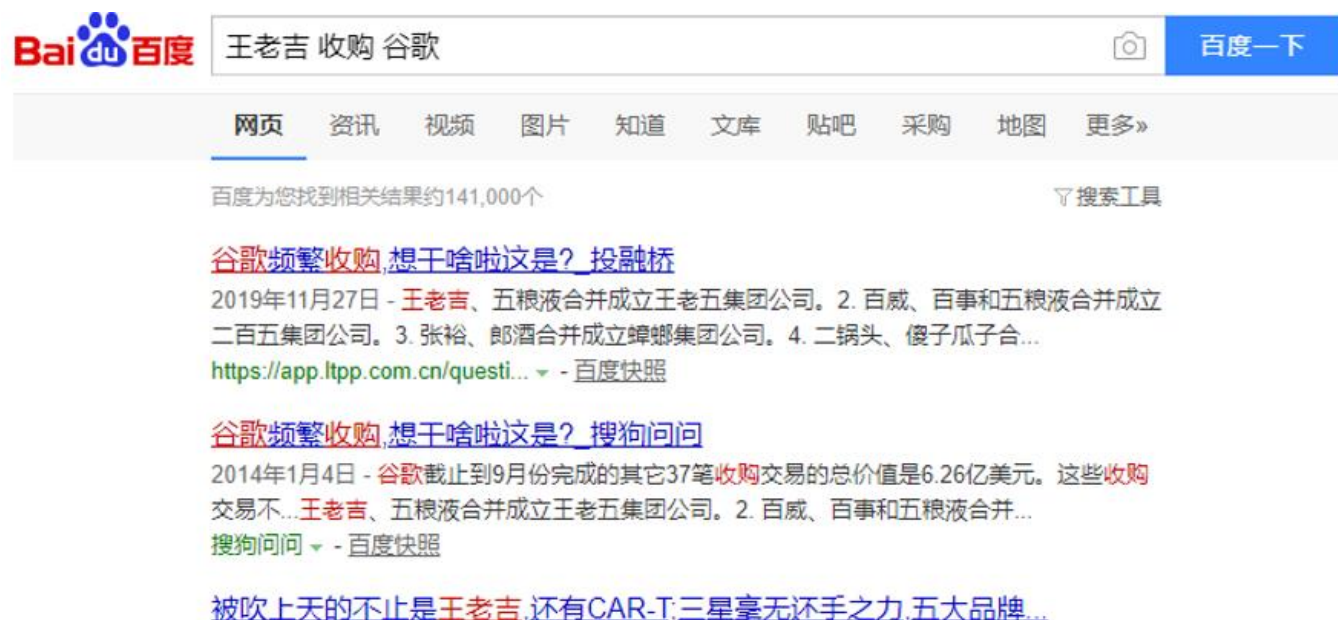 Bai du 百度 王老吉 收购 谷歌 百度一下
网页 资讯 视频 图片 知道 文库 贴吧 采购 地图 更多»
百度为您找到相关结果约141,000个 搜索工具
谷歌频繁收购,想干啥啦这是?_投融桥
2019年11月27日 - 王老吉、五粮液合并成立王老五集团公司。2. 百威、百事和五粮液合并成立
二百五集团公司。3. 张裕、郎酒合并成立蟑螂集团公司。4. 二锅头、傻子瓜子合...
https://app.ltpp.com.cn/questi... - 百度快照
谷歌频繁收购,想干啥啦这是?_搜狗问问
2014年1月4日 - 谷歌截止到9月份完成的其它37笔收购交易的总价值是6.26亿美元。这些收购
交易不...王老吉、五粮液合并成立王老五集团公司。2. 百威、百事和五粮液合并...
搜狗问问 - 百度快照
被吹上天的不止是王老吉,还有CAR-T;三星毫无还手之力,五大品牌...